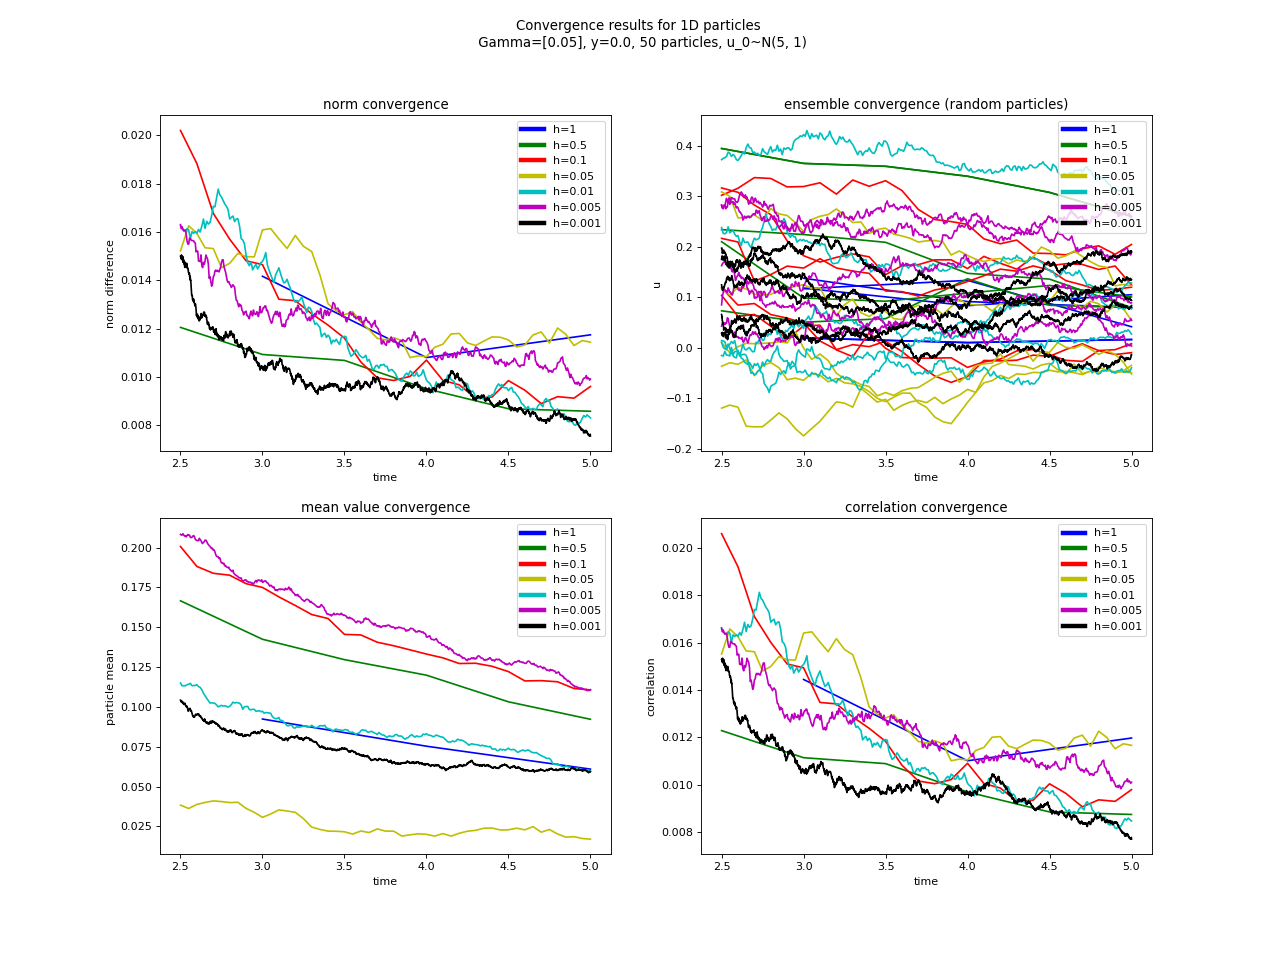 Convergence results for 1D particles
Gamma=[0.05], y=0.0, 50 particles, u_0~N(5, 1)
norm convergence
norm difference
0.020
0.018
0.016
0.014
0.012
0.010
0.008
h=1
h=0.5
h=0.1
h=0.05
h=0.01
h=0.005
h=0.001
2.5 3.0 3.5 4.0 4.5 5.0
time
ensemble convergence (random particles)
u
0.4
0.3
0.2
0.1
0.0
−0.1
−0.2
h=1
h=0.5
h=0.1
h=0.05
h=0.01
h=0.005
h=0.001
2.5 3.0 3.5 4.0 4.5 5.0
time
mean value convergence
particle mean
0.200
0.175
0.150
0.125
0.100
0.075
0.050
0.025
h=1
h=0.5
h=0.1
h=0.05
h=0.01
h=0.005
h=0.001
2.5 3.0 3.5 4.0 4.5 5.0
time
correlation convergence
correlation
0.020
0.018
0.016
0.014
0.012
0.010
0.008
h=1
h=0.5
h=0.1
h=0.05
h=0.01
h=0.005
h=0.001
2.5 3.0 3.5 4.0 4.5 5.0
time